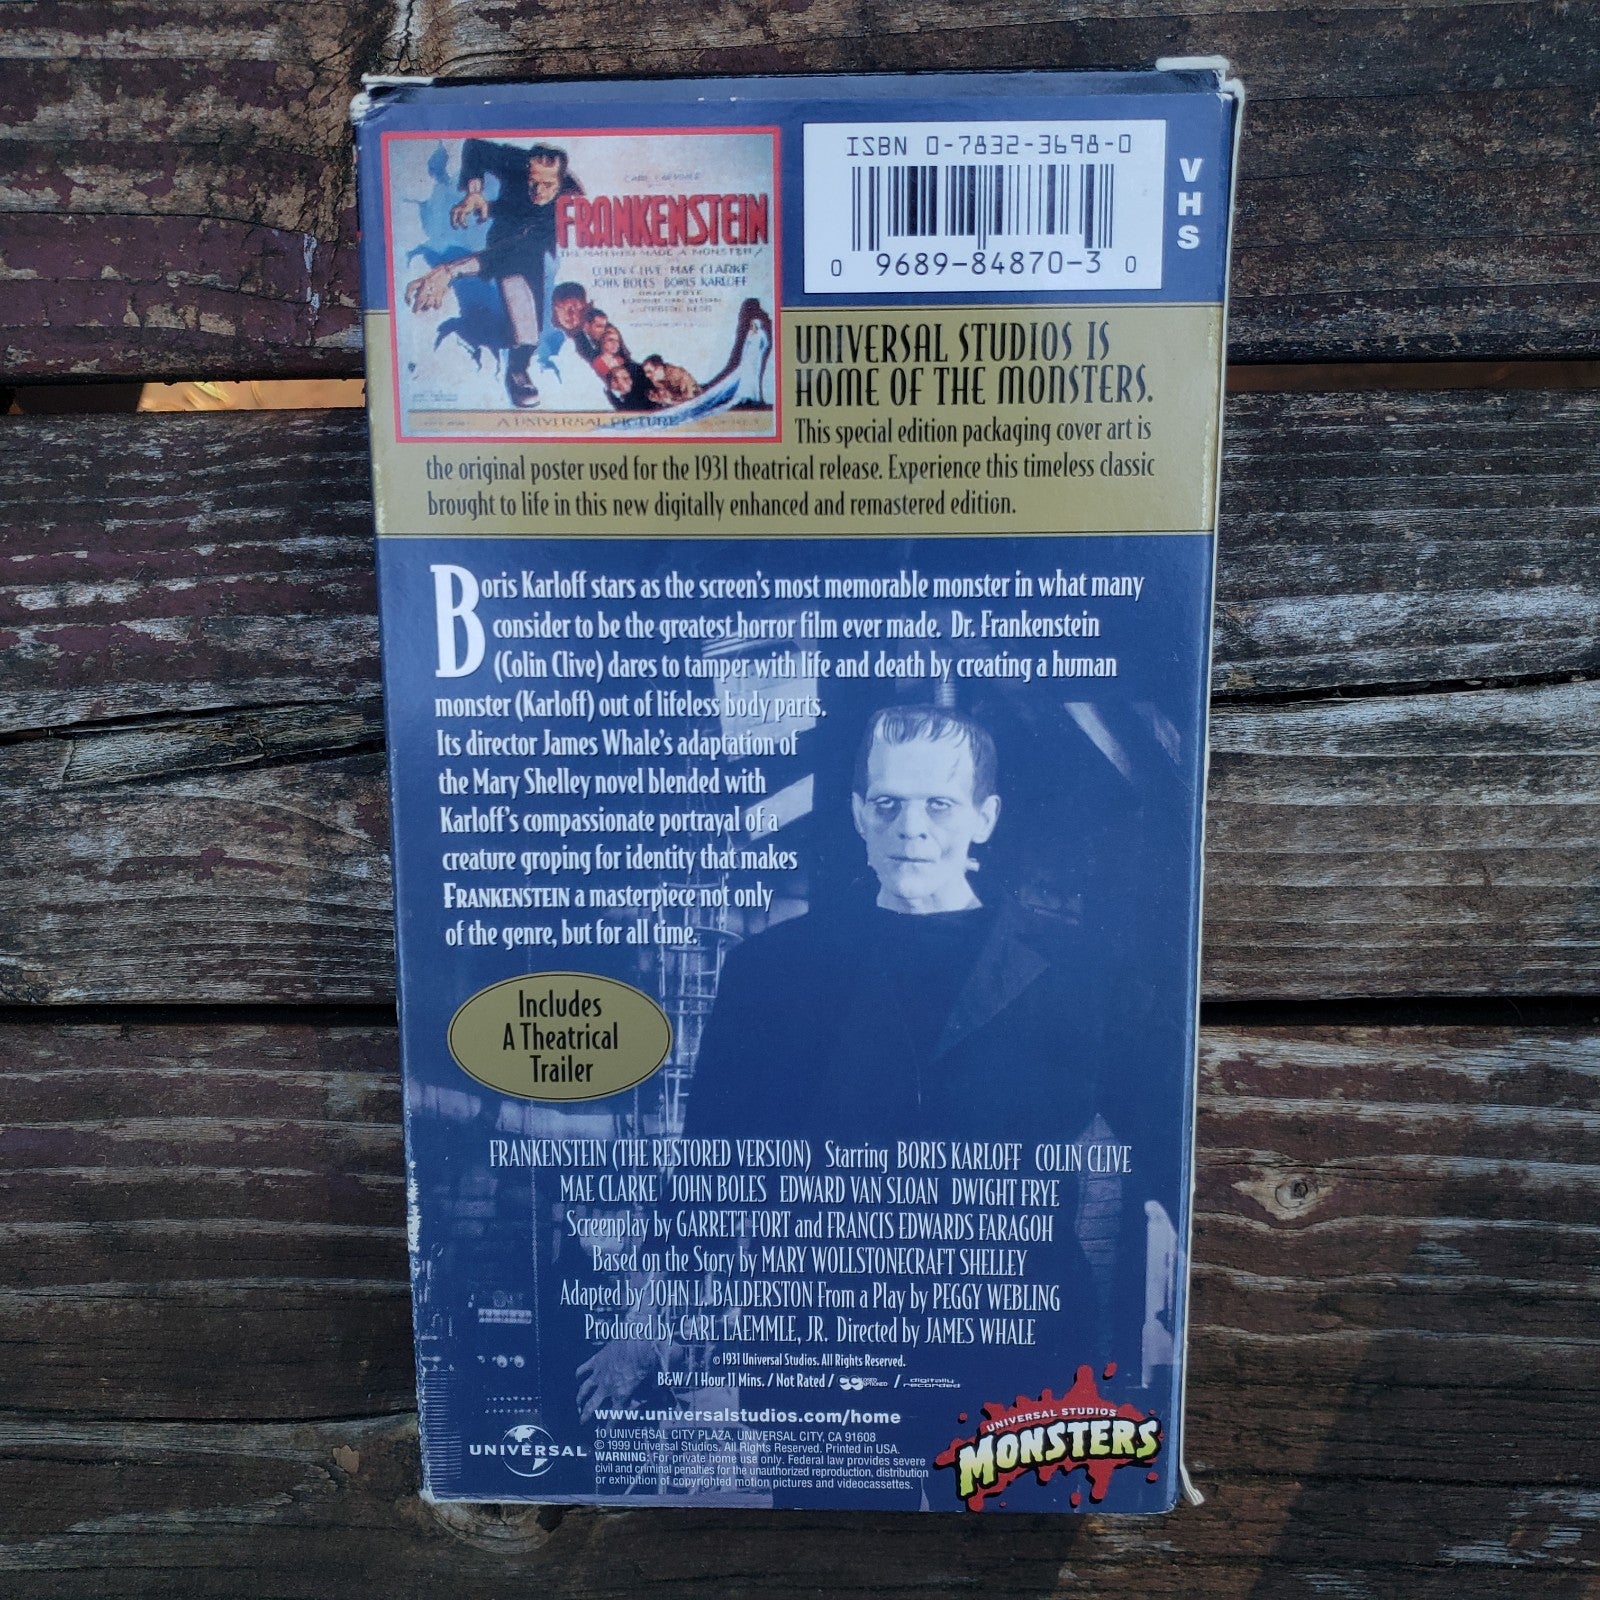 CARL LAEMMLE
FRANKENSTEIN
THE MAN WHO MADE A MONSTER
COLIN CLIVE MAE CLARKE
JOHN BOLES BORIS KARLOFF
A UNIVERSAL PICTURE
ISBN 0-7832-3698-0
0 9689-84870-3 0
VHS
UNIVERSAL STUDIOS IS
HOME OF THE MONSTERS.
This special edition packaging cover art is
the original poster used for the 1931 theatrical release. Experience this timeless classic
brought to life in this new digitally enhanced and remastered edition.
Boris Karloff stars as the screen's most memorable monster in what many
consider to be the greatest horror film ever made. Dr. Frankenstein
(Colin Clive) dares to tamper with life and death by creating a human
monster (Karloff) out of lifeless body parts.
Its director James Whale's adaptation of
the Mary Shelley novel blended with
Karloff's compassionate portrayal of a
creature groping for identity that makes
FRANKENSTEIN a masterpiece not only
of the genre, but for all time.
Includes
A Theatrical
Trailer
FRANKENSTEIN (THE RESTORED VERSION) Starring BORIS KARLOFF COLIN CLIVE
MAE CLARKE JOHN BOLES EDWARD VAN SLOAN DWIGHT FRYE
Screenplay by GARRETT FORT and FRANCIS EDWARDS FARAGOH
Based on the Story by MARY WOLLSTONECRAFT SHELLEY
Adapted by JOHN L. BALDERSTON From a Play by PEGGY WEBLING
Produced by CARL LAEMMLE, JR. Directed by JAMES WHALE
© 1931 Universal Studios. All Rights Reserved.
B&W / 1 Hour 11 Mins. / Not Rated / CLOSED CAPTIONED / digitally recorded
www.universalstudios.com/home
10 UNIVERSAL CITY PLAZA, UNIVERSAL CITY, CA 91608
© 1999 Universal Studios. All Rights Reserved. Printed in USA.
WARNING: For private home use only. Federal law provides severe
civil and criminal penalties for the unauthorized reproduction, distribution
or exhibition of copyrighted motion pictures and videocassettes.
UNIVERSAL
UNIVERSAL STUDIOS
MONSTERS